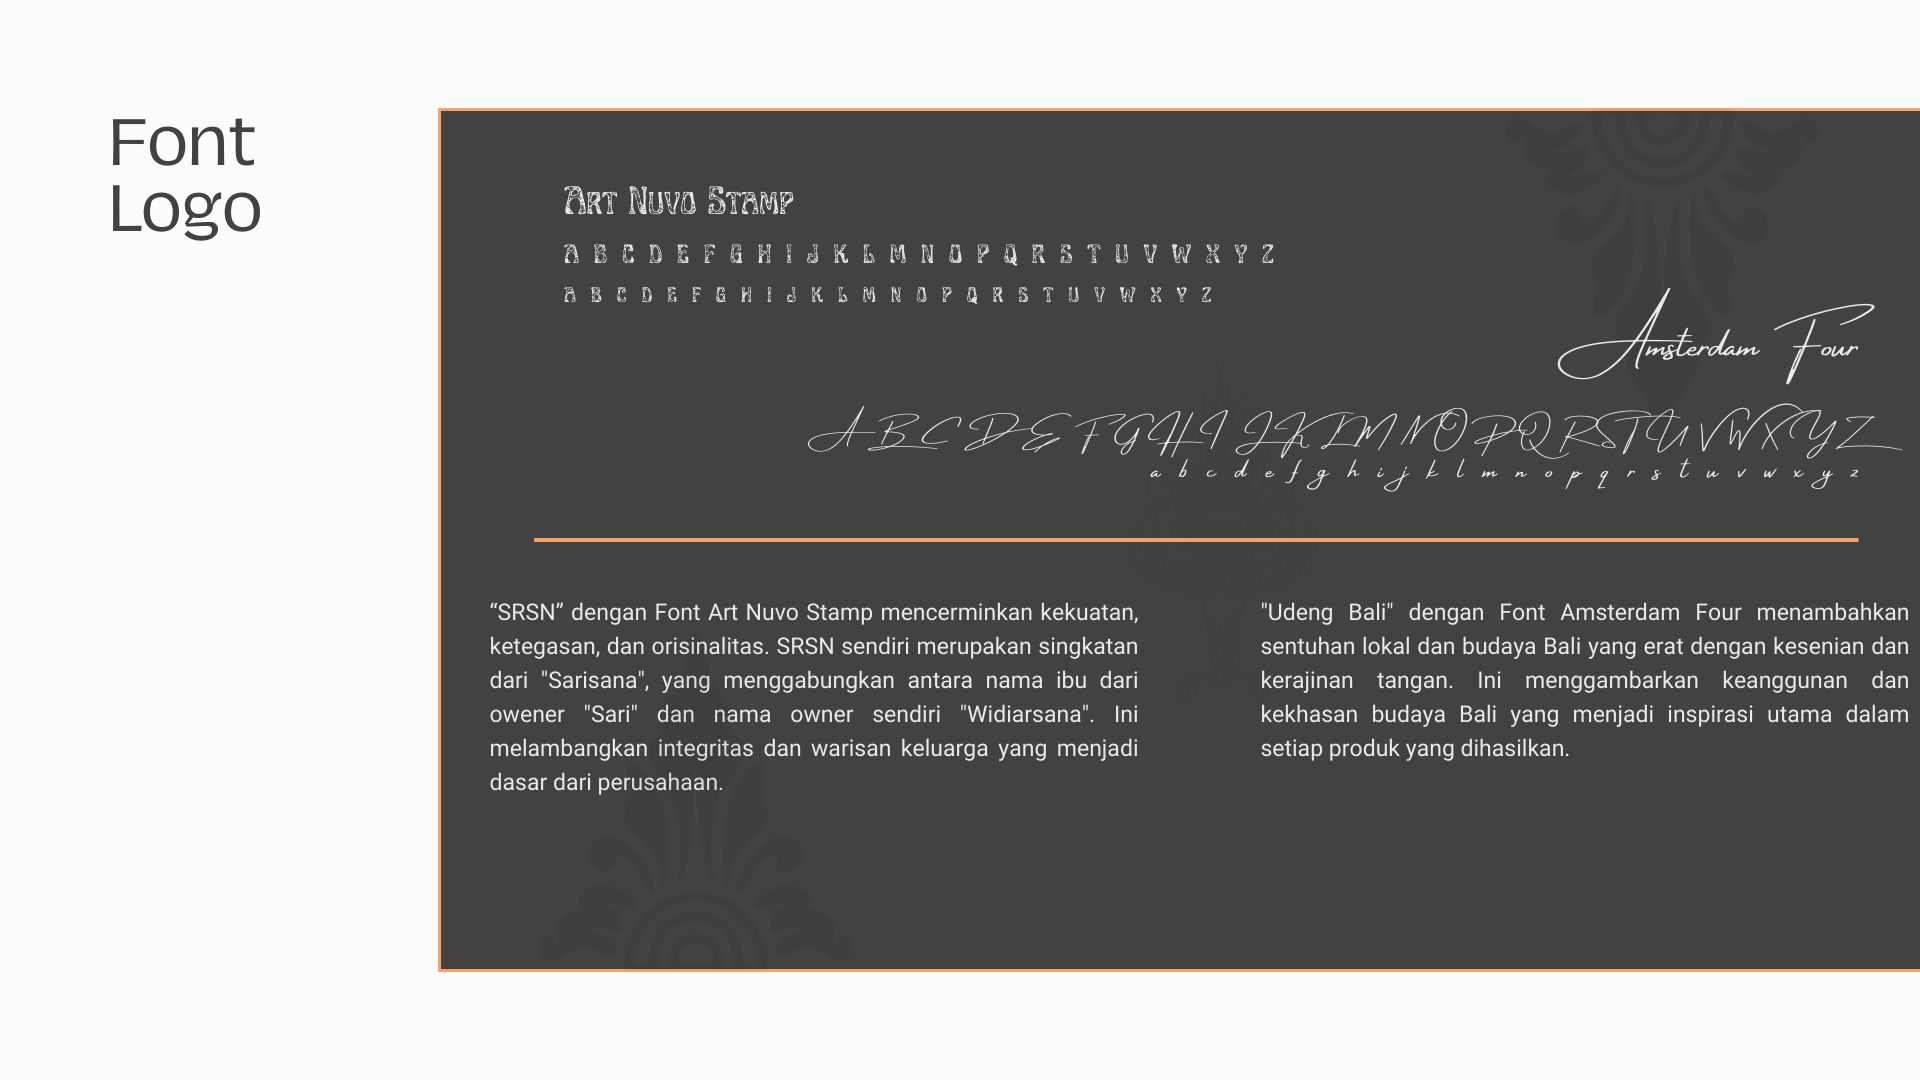 Font
Logo
Art Nuvo Stamp
A B C D E F G H I J K L M N O P Q R S T U V W X Y Z
A B C D E F G H I J K L M N O P Q R S T U V W X Y Z
Amsterdam Four
A B C D E F G H I J K L M N O P Q R S T U V W X Y Z
a b c d e f g h i j k l m n o p q r s t u v w x y z
“SRSN” dengan Font Art Nuvo Stamp mencerminkan kekuatan,
ketegasan, dan orisinalitas. SRSN sendiri merupakan singkatan
dari "Sarisana", yang menggabungkan antara nama ibu dari
owener "Sari" dan nama owner sendiri "Widiarsana". Ini
melambangkan integritas dan warisan keluarga yang menjadi
dasar dari perusahaan.
"Udeng Bali" dengan Font Amsterdam Four menambahkan
sentuhan lokal dan budaya Bali yang erat dengan kesenian dan
kerajinan tangan. Ini menggambarkan keanggunan dan
kekhasan budaya Bali yang menjadi inspirasi utama dalam
setiap produk yang dihasilkan.